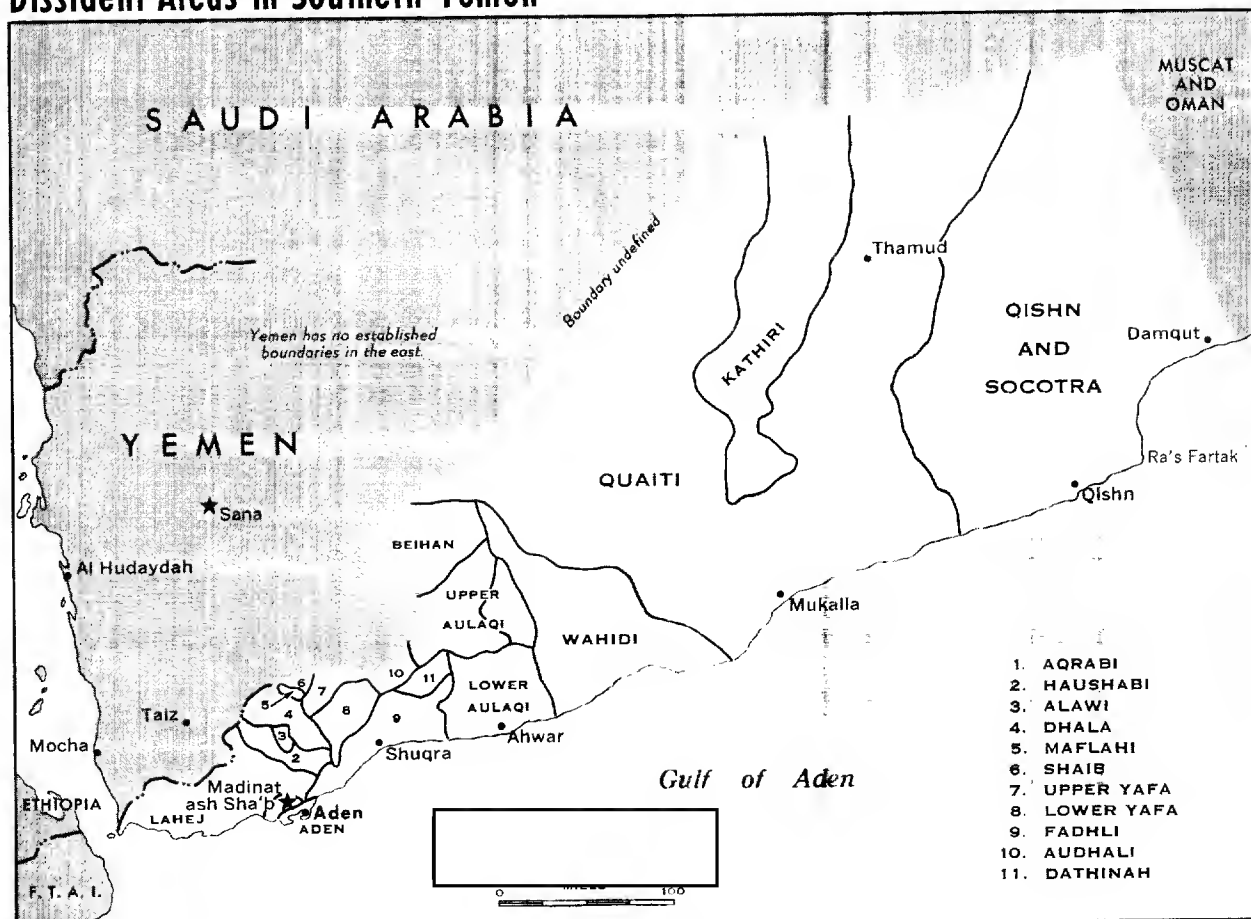 Dissident Areas in Southern Yemen
MUSCAT
AND
OMAN
SAUDI ARABIA
Boundary undefined
Thamud
Yemen has no established
boundaries in the east.
QISHN
AND
SOCOTRA
Damqut
KATHIRI
YEMEN
Ra's Fartak
QUAITI
Qishn
Sana
BEIHAN
Al Hudaydah
UPPER
AULAQI
Mukalla
WAHIDI
10
11
6
7
5
4
8
9
3
2
LOWER
AULAQI
Taiz
Ahwar
Shuqra
Mocha
Madinat
ash Sha'p
Gulf of Aden
ETHIOPIA
LAHEJ
Aden
ADEN
F.T.A.I.
MILES
0 100
1. AQRABI
2. HAUSHABI
3. ALAWI
4. DHALA
5. MAFLAHI
6. SHAIB
7. UPPER YAFA
8. LOWER YAFA
9. FADHLI
10. AUDHALI
11. DATHINAH